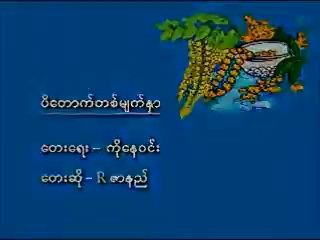 ပိတောက်တစ်မျက်နှာ
တေးရေး – ကိုနေဝင်း
တေးဆို – R ဇာနည်